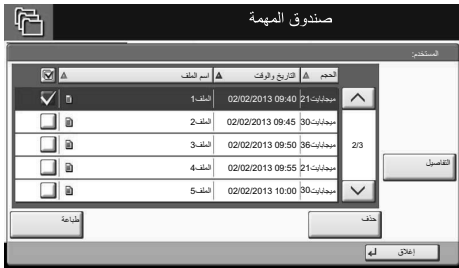 صندوق المهمة
المستخدم:
الحجم التاريخ والوقت اسم الملف
ميجابايت21 02/02/2013 09:40 الملف1
ميجابايت30 02/02/2013 09:45 الملف2
ميجابايت36 02/02/2013 09:50 الملف3
ميجابايت21 02/02/2013 09:55 الملف4
ميجابايت30 02/02/2013 10:00 الملف5
2/3
التفاصيل
حذف طباعة
إغلاق